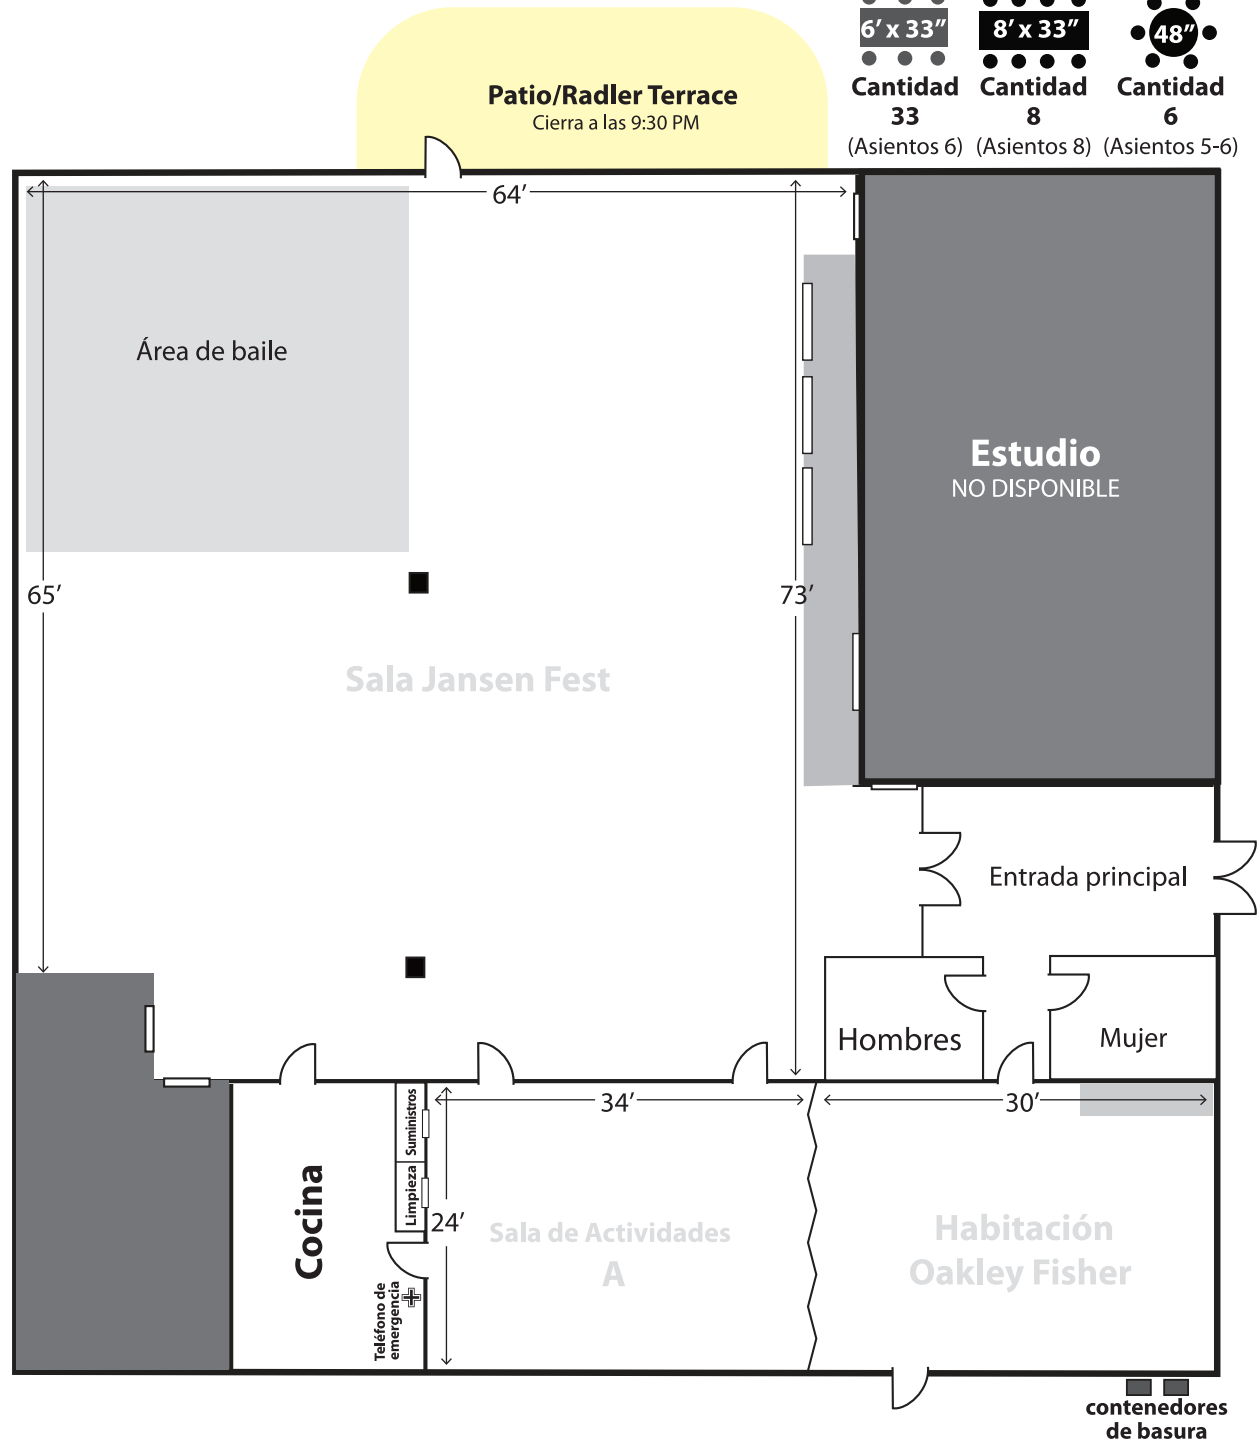 6’ x 33”
8’ x 33”
48”
Cantidad
33
(Asientos 6)
Cantidad
8
(Asientos 8)
Cantidad
6
(Asientos 5-6)
Patio/Radler Terrace
Cierra a las 9:30 PM
64’
Área de baile
Estudio
NO DISPONIBLE
65’
73’
Sala Jansen Fest
Entrada principal
Hombres
Mujer
34’
30’
Suministros
Limpieza
Cocina
24’
Sala de Actividades
A
Habitación
Oakley Fisher
Teléfono de
emergencia
contenedores
de basura